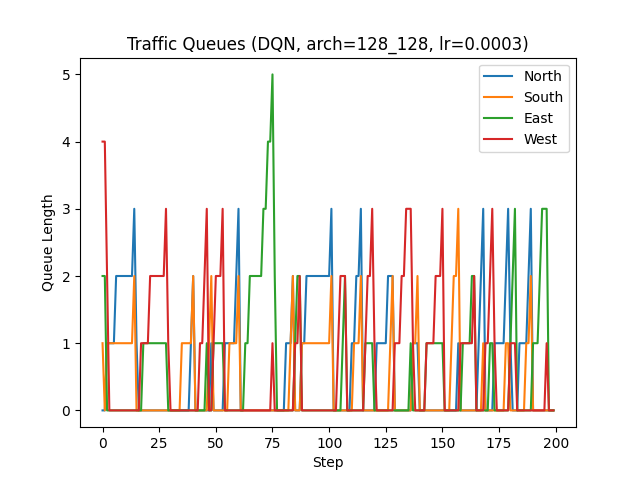 Traffic Queues (DQN, arch=128_128, lr=0.0003)
North
South
East
West
Queue Length
5
4
3
2
1
0
0
25
50
75
100
125
150
175
200
Step